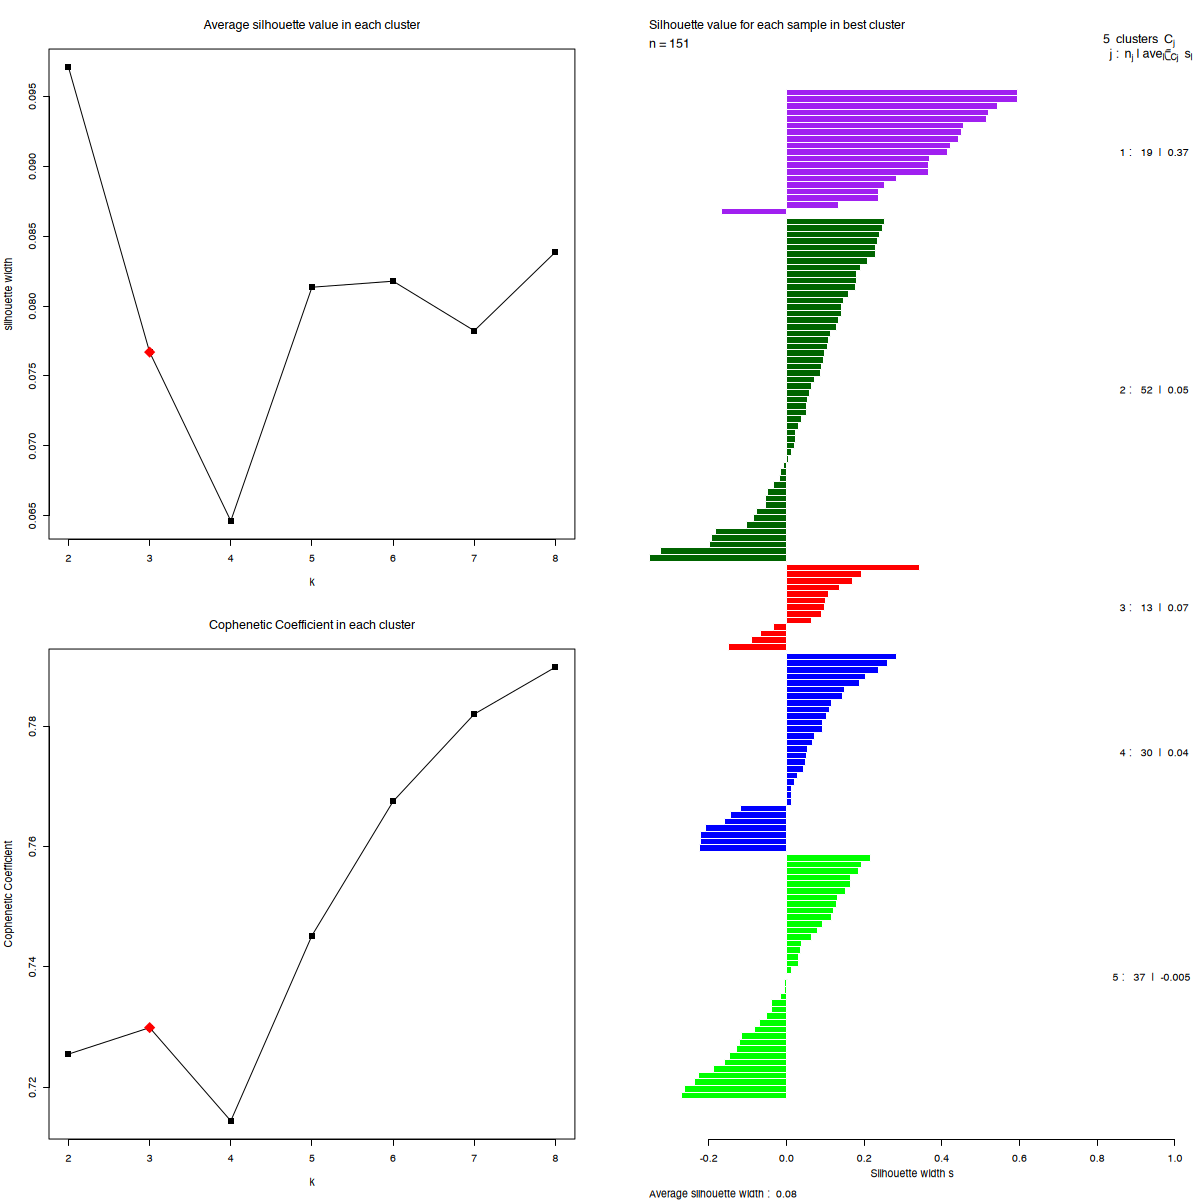 Average silhouette value in each cluster
silhouette width
0.095
0.090
0.085
0.080
0.075
0.070
0.065
2 3 4 5 6 7 8
k
Cophenetic Coefficient in each cluster
Cophenetic Coefficient
0.78
0.76
0.74
0.72
2 3 4 5 6 7 8
k
Silhouette value for each sample in best cluster
n = 151
5 clusters Cj
j : nj | avei∈Cj si
1 : 19 | 0.37
2 : 52 | 0.05
3 : 13 | 0.07
4 : 30 | 0.04
5 : 37 | -0.005
-0.2 0.0 0.2 0.4 0.6 0.8 1.0
Silhouette width s
Average silhouette width : 0.08